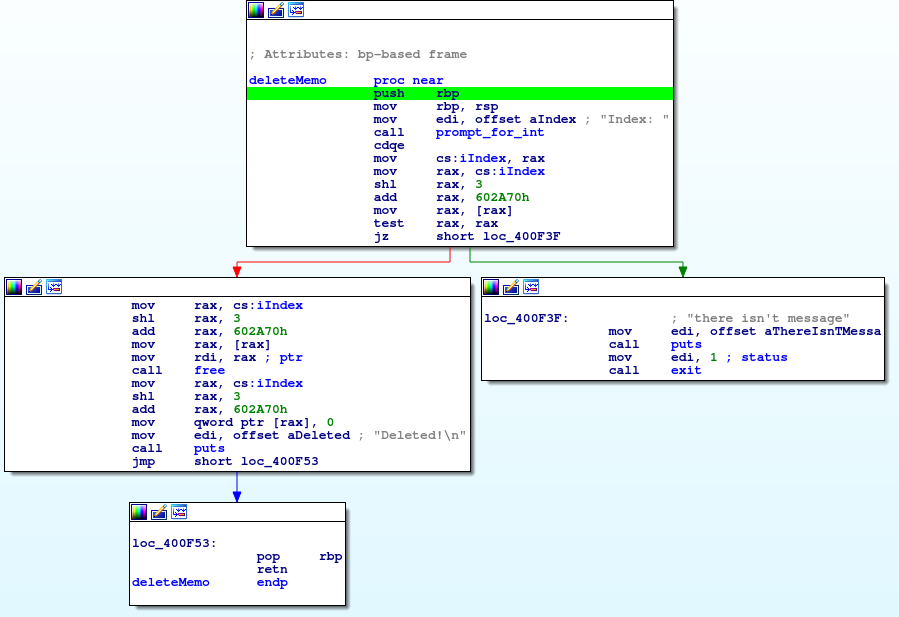 ; Attributes: bp-based frame
deleteMemo proc near
push rbp
mov rbp, rsp
mov edi, offset aIndex ; "Index: "
call prompt_for_int
cdqe
mov cs:iIndex, rax
mov rax, cs:iIndex
shl rax, 3
add rax, 602A70h
mov rax, [rax]
test rax, rax
jz short loc_400F3F
mov rax, cs:iIndex
shl rax, 3
add rax, 602A70h
mov rax, [rax]
mov rdi, rax ; ptr
call free
mov rax, cs:iIndex
shl rax, 3
add rax, 602A70h
mov qword ptr [rax], 0
mov edi, offset aDeleted ; "Deleted!\n"
call puts
jmp short loc_400F53
loc_400F3F: ; "there isn't message"
mov edi, offset aThereIsnTMessa
call puts
mov edi, 1 ; status
call exit
loc_400F53:
pop rbp
retn
deleteMemo endp